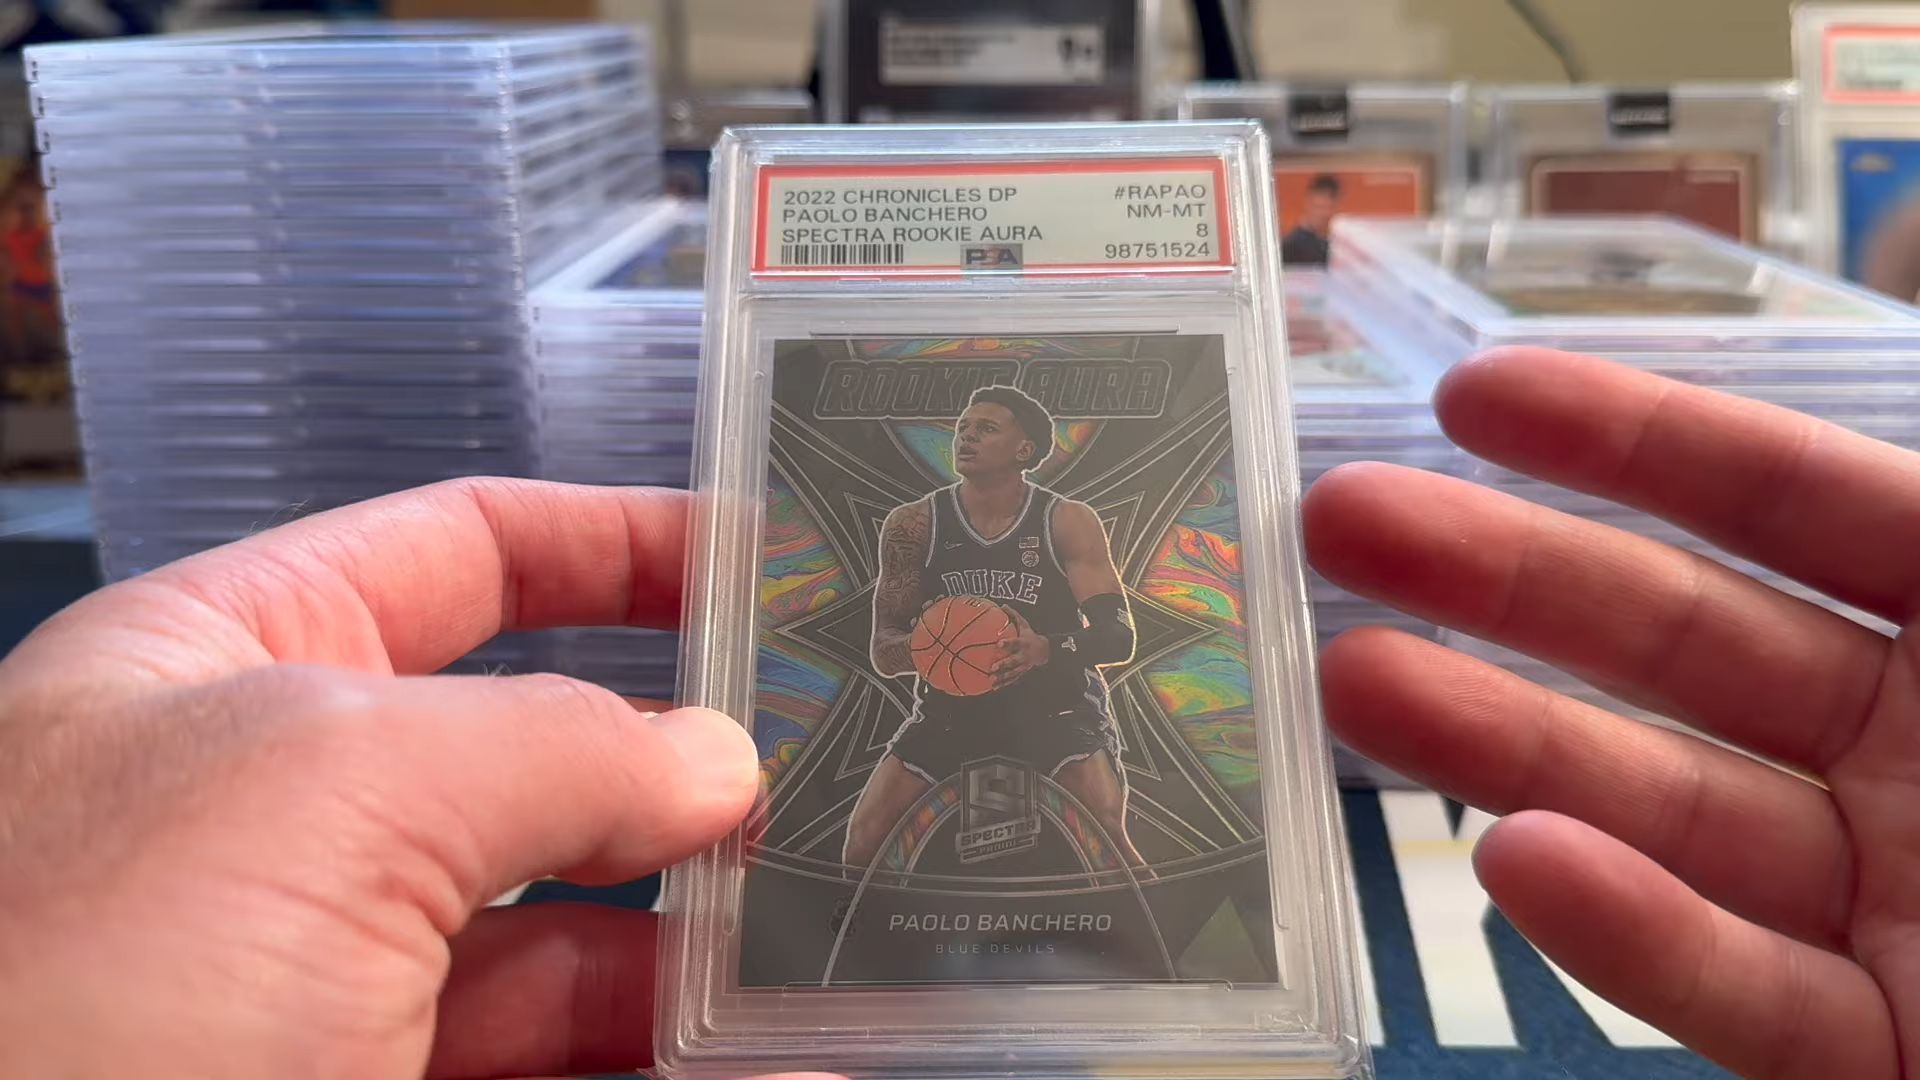 2022 CHRONICLES DP #RAPAO
PAOLO BANCHERO NM-MT
SPECTRA ROOKIE AURA 8
PSA 98751524
ROOKIE AURA
DUKE
SPECTRA
PANINI
PAOLO BANCHERO
BLUE DEVILS